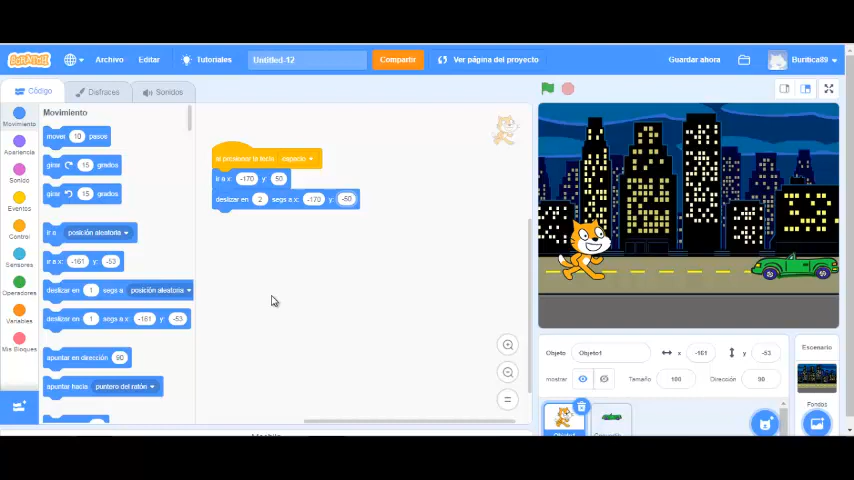 SCRATCH
Archivo
Editar
Tutoriales
Untitled-12
Compartir
Ver página del proyecto
Guardar ahora
Buritica89
Código
Disfraces
Sonidos
Movimiento
Apariencia
Sonido
Eventos
Control
Sensores
Operadores
Variables
Mis Bloques
Movimiento
mover 10 pasos
girar 15 grados
girar 15 grados
ir a posición aleatoria
ir a x: -161 y: -53
deslizar en 1 segs a posición aleatoria
deslizar en 1 segs a x: -161 y: -53
apuntar en dirección 90
apuntar hacia puntero del ratón
al presionar la tecla espacio
ir a x: -170 y: 50
deslizar en 2 segs a x: -170 y: -50
Objeto Objeto1 x -161 y -53
mostrar Tamaño 100 Dirección 90
Objeto1
Escenario
Fondos